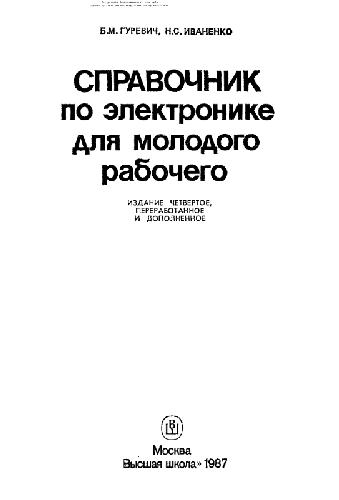 Б.М. ГУРЕВИЧ, Н.С. ИВАНЕНКО
СПРАВОЧНИК
по электронике
для молодого
рабочего
ИЗДАНИЕ ЧЕТВЕРТОЕ,
ПЕРЕРАБОТАННОЕ
И ДОПОЛНЕННОЕ
Москва
Высшая школа» 1987